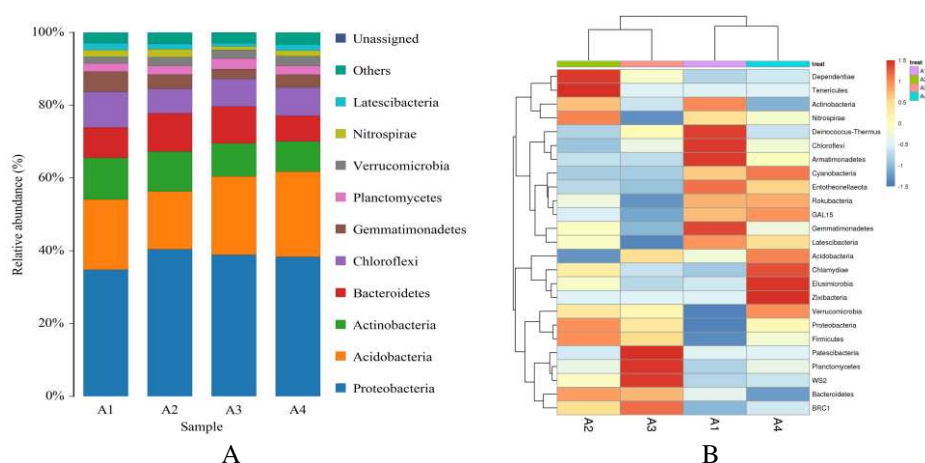 100%
80%
60%
40%
20%
0%
Relative abundance (%)
A1 A2 A3 A4
Sample
Unassigned
Others
Latescibacteria
Nitrospirae
Verrucomicrobia
Planctomycetes
Gemmatimonadetes
Chloroflexi
Bacteroidetes
Actinobacteria
Acidobacteria
Proteobacteria
A
treat
Dependentiae
Tenericutes
Actinobacteria
Nitrospirae
Deinococcus-Thermus
Chloroflexi
Armatimonadetes
Cyanobacteria
Entotheonellaeota
Rokubacteria
GAL15
Gemmatimonadetes
Latescibacteria
Acidobacteria
Chlamydiae
Elusimicrobia
Zixibacteria
Verrucomicrobia
Proteobacteria
Firmicutes
Patescibacteria
Planctomycetes
WS2
Bacteroidetes
BRC1
A2 A3 A1 A4
1.5
1
0.5
0
-0.5
-1
-1.5
treat
B